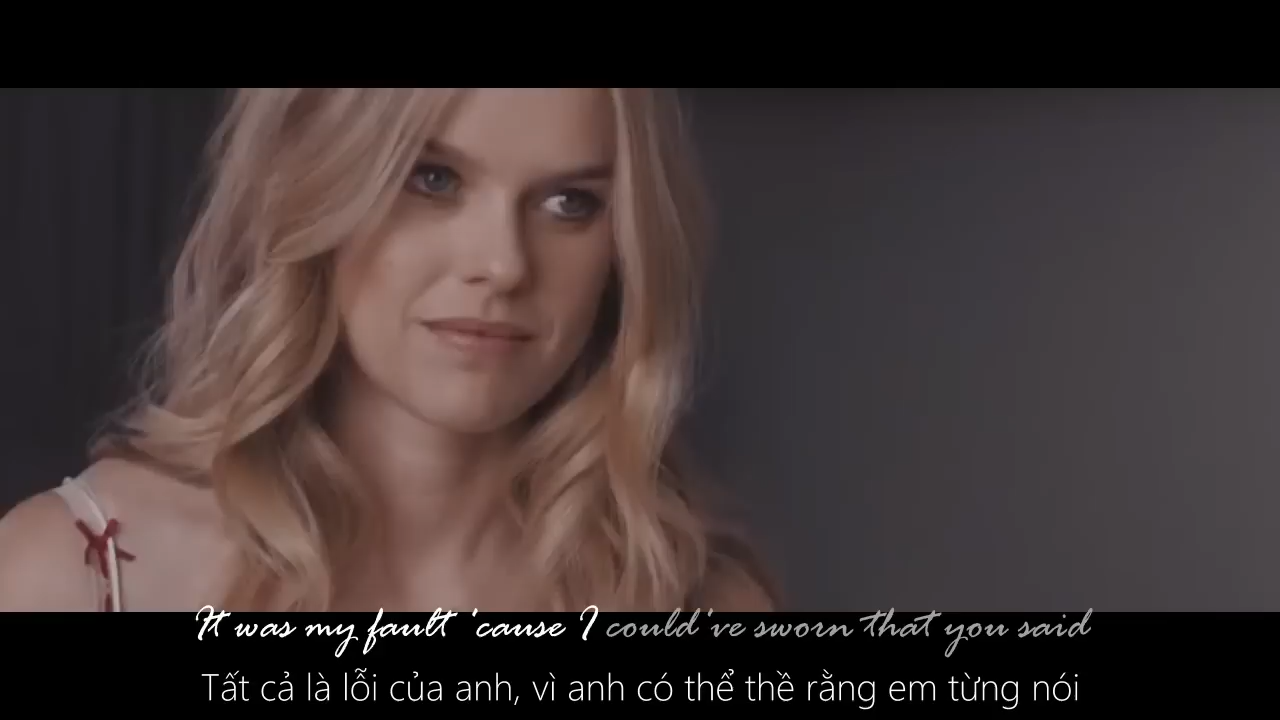 It was my fault 'cause I could've sworn that you said
Tất cả là lỗi của anh, vì anh có thể thề rằng em từng nói